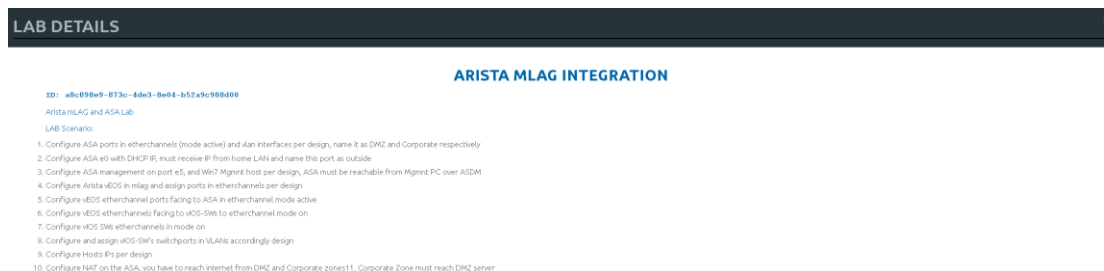 LAB DETAILS
ARISTA MLAG INTEGRATION
ID: a8c898e9-873c-4de3-8e04-b52a9c988d00
Arista mLAG and ASA Lab
LAB Scenario:
1. Configure ASA ports in etherchannels (mode active) and vlan interfaces per design, name it as DMZ and Corporate respectively
2. Configure ASA e0 with DHCP IP, must receive IP from home LAN and name this port as outside
3. Configure ASA management on port e5, and Win7 Mgmnt host per design, ASA must be reachable from Mgmnt PC over ASDM
4. Configure Arista vEOS in mlag and assign ports in etherchannels per design
5. Configure vEOS etherchannel ports facing to ASA in etherchannel mode active
6. Configure vEOS etherchannels facing to vIOS-SWs to etherchannel mode on
7. Configure vIOS SWs etherchannels in mode on
8. Configure and assign vIOS-SW's switchports in VLANs accordingly design
9. Configure Hosts IPs per design
10. Configure NAT on the ASA, you have to reach internet from DMZ and Corporate zones11. Corporate Zone must reach DMZ server